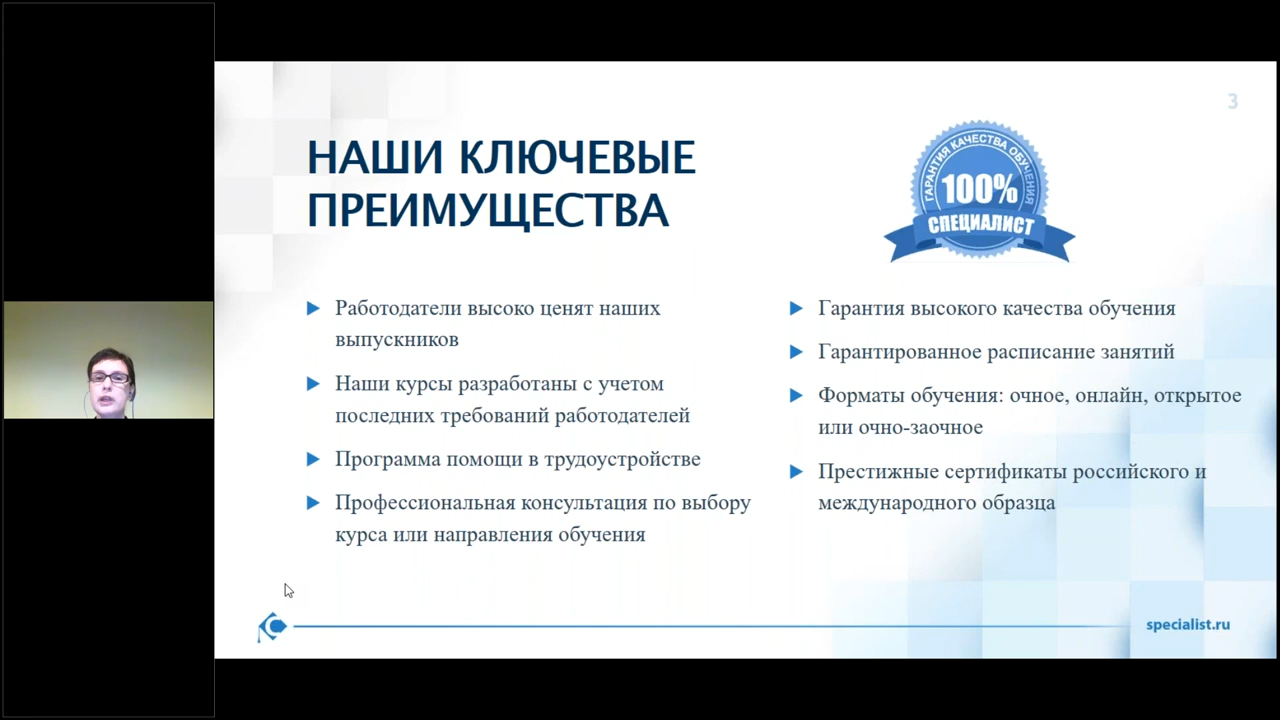 3
НАШИ КЛЮЧЕВЫЕ
ПРЕИМУЩЕСТВА
ГАРАНТИЯ КАЧЕСТВА ОБУЧЕНИЯ
100%
СПЕЦИАЛИСТ
Работодатели высоко ценят наших
выпускников
Наши курсы разработаны с учетом
последних требований работодателей
Программа помощи в трудоустройстве
Профессиональная консультация по выбору
курса или направления обучения
Гарантия высокого качества обучения
Гарантированное расписание занятий
Форматы обучения: очное, онлайн, открытое
или очно-заочное
Престижные сертификаты российского и
международного образца
specialist.ru